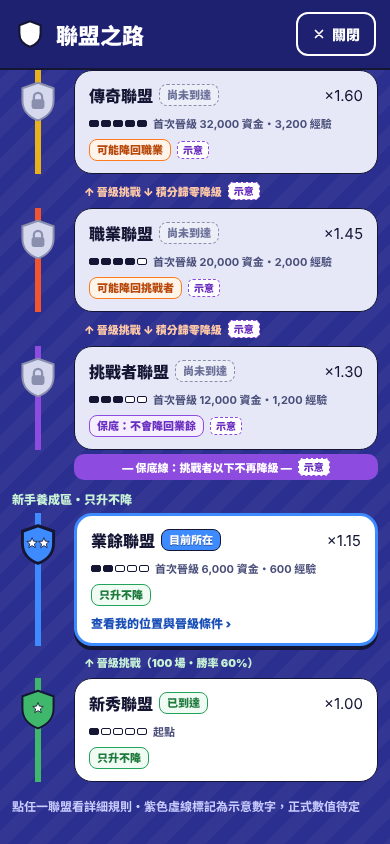 聯盟之路
× 關閉
傳奇聯盟 尚未到達 ×1.60
首次晉級 32,000 資金・3,200 經驗
可能降回職業 示意
↑ 晉級挑戰 ↓ 積分歸零降級 示意
職業聯盟 尚未到達 ×1.45
首次晉級 20,000 資金・2,000 經驗
可能降回挑戰者 示意
↑ 晉級挑戰 ↓ 積分歸零降級 示意
挑戰者聯盟 尚未到達 ×1.30
首次晉級 12,000 資金・1,200 經驗
保底：不會降回業餘 示意
— 保底線：挑戰者以下不再降級 — 示意
新手養成區・只升不降
業餘聯盟 目前所在 ×1.15
首次晉級 6,000 資金・600 經驗
只升不降
查看我的位置與晉級條件 ›
↑ 晉級挑戰（100 場・勝率 60%）
新秀聯盟 已到達 ×1.00
起點
只升不降
點任一聯盟看詳細規則・紫色虛線標記為示意數字，正式數值待定